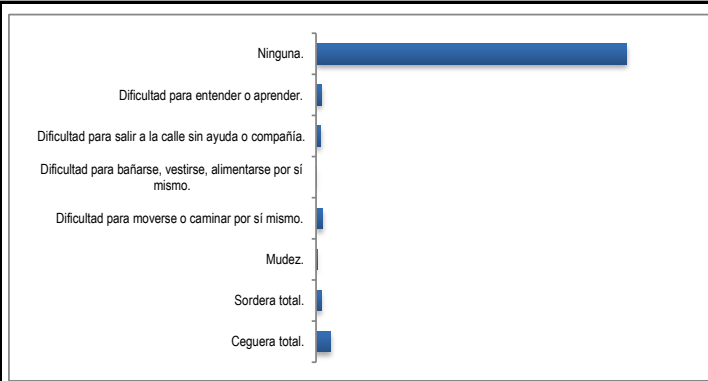 Ninguna.
Dificultad para entender o aprender.
Dificultad para salir a la calle sin ayuda o compañía.
Dificultad para bañarse, vestirse, alimentarse por sí
mismo.
Dificultad para moverse o caminar por sí mismo.
Mudez.
Sordera total.
Ceguera total.